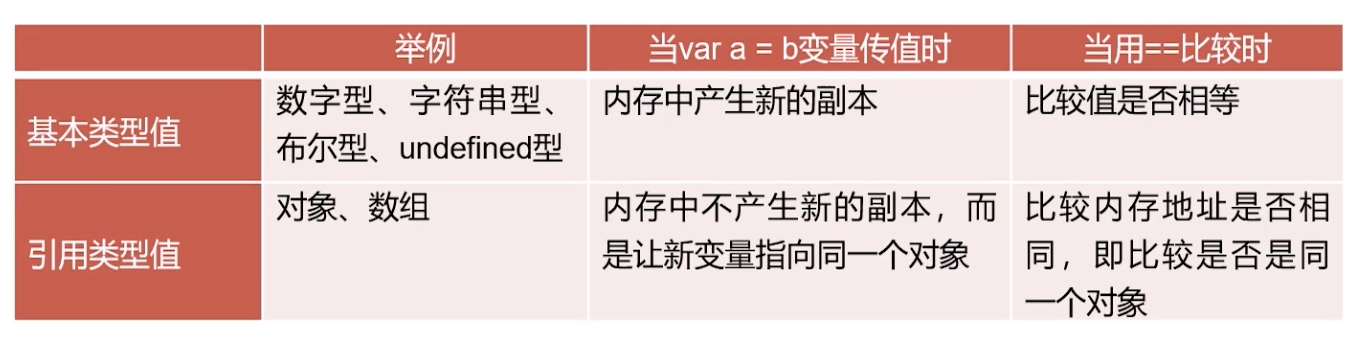 举例
当var a = b变量传值时
当用==比较时
基本类型值
数字型、字符串型、
布尔型、undefined型
内存中产生新的副本
比较值是否相等
引用类型值
对象、数组
内存中不产生新的副本，而
是让新变量指向同一个对象
比较内存地址是否相
同，即比较是否是同
一个对象